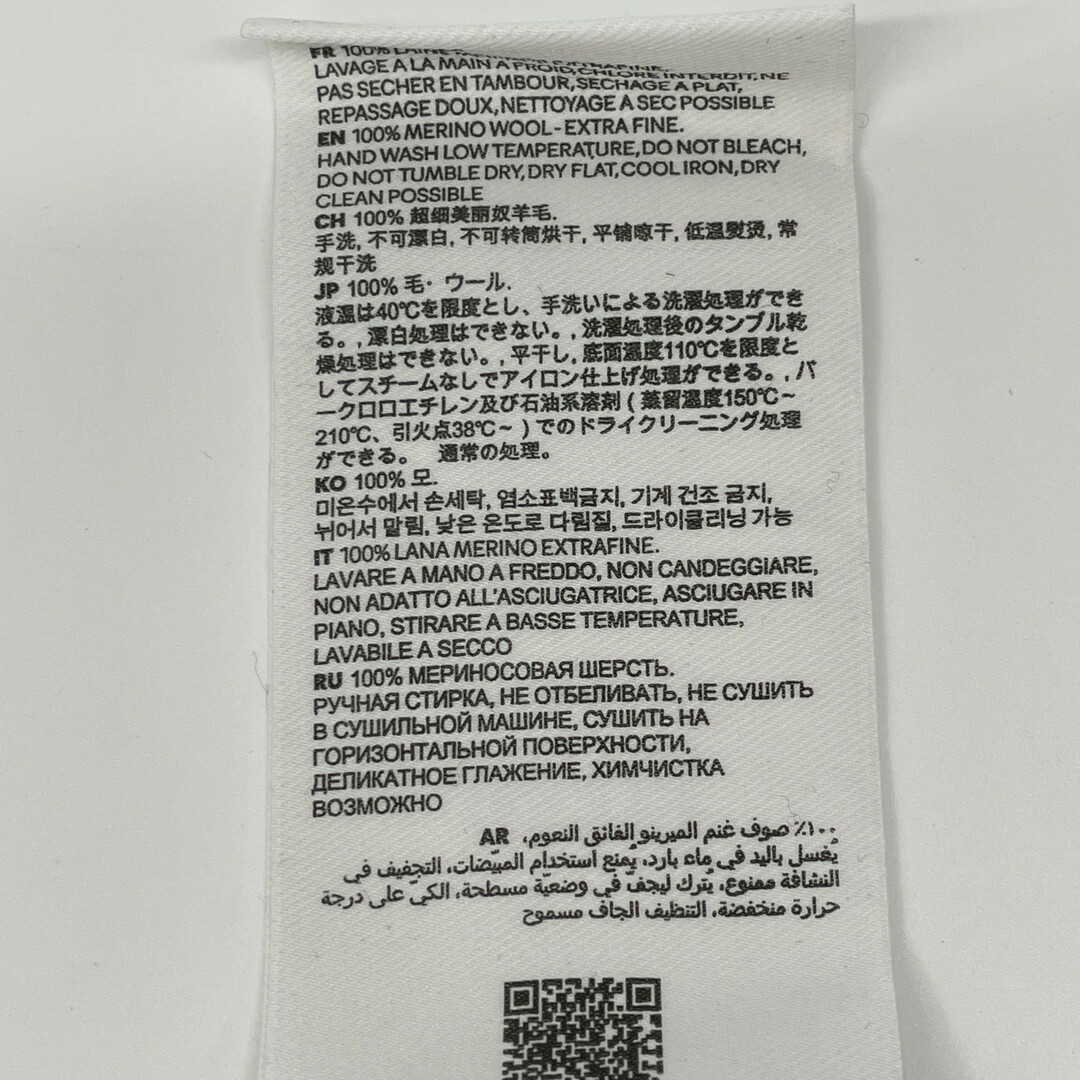 FR 100% LAINE
LAVAGE A LA MAIN A FROID, CHLORE INTERDIT, NE
PAS SECHER EN TAMBOUR, SECHAGE A PLAT,
REPASSAGE DOUX, NETTOYAGE A SEC POSSIBLE
EN 100% MERINO WOOL - EXTRA FINE.
HAND WASH LOW TEMPERATURE, DO NOT BLEACH,
DO NOT TUMBLE DRY, DRY FLAT, COOL IRON, DRY
CLEAN POSSIBLE
CH 100% 超细美丽奴羊毛.
手洗, 不可漂白, 不可转筒烘干, 平铺晾干, 低温熨烫, 常
规干洗
JP 100% 毛・ウール.
液温は40℃を限度とし、手洗いによる洗濯処理ができ
る。, 漂白処理はできない。, 洗濯処理後のタンブル乾
燥処理はできない。, 平干し, 底面温度110℃を限度と
してスチームなしでアイロン仕上げ処理ができる。, パ
ークロロエチレン及び石油系溶剤 ( 蒸留温度150℃～
210℃、引火点38℃～ ) でのドライクリーニング処理
ができる。 通常の処理。
KO 100% 모.
미온수에서 손세탁, 염소표백금지, 기계 건조 금지,
뉘어서 말림, 낮은 온도로 다림질, 드라이클리닝 가능
IT 100% LANA MERINO EXTRAFINE.
LAVARE A MANO A FREDDO, NON CANDEGGIARE,
NON ADATTO ALL'ASCIUGATRICE, ASCIUGARE IN
PIANO, STIRARE A BASSE TEMPERATURE,
LAVABILE A SECCO
RU 100% МЕРИНОСОВАЯ ШЕРСТЬ.
РУЧНАЯ СТИРКА, НЕ ОТБЕЛИВАТЬ, НЕ СУШИТЬ
В СУШИЛЬНОЙ МАШИНЕ, СУШИТЬ НА
ГОРИЗОНТАЛЬНОЙ ПОВЕРХНОСТИ,
ДЕЛИКАТНОЕ ГЛАЖЕНИЕ, ХИМЧИСТКА
ВОЗМОЖНО
١٠٠٪ صوف غنم الميرينو الفائق النعوم، AR
يُغسل باليد في ماء بارد، يُمنع استخدام المبيّضات، التجفيف في
النشافة ممنوع، يُترك ليجفّ في وضعيّة مسطحة، الكيّ على درجة
حرارة منخفضة، التنظيف الجاف مسموح